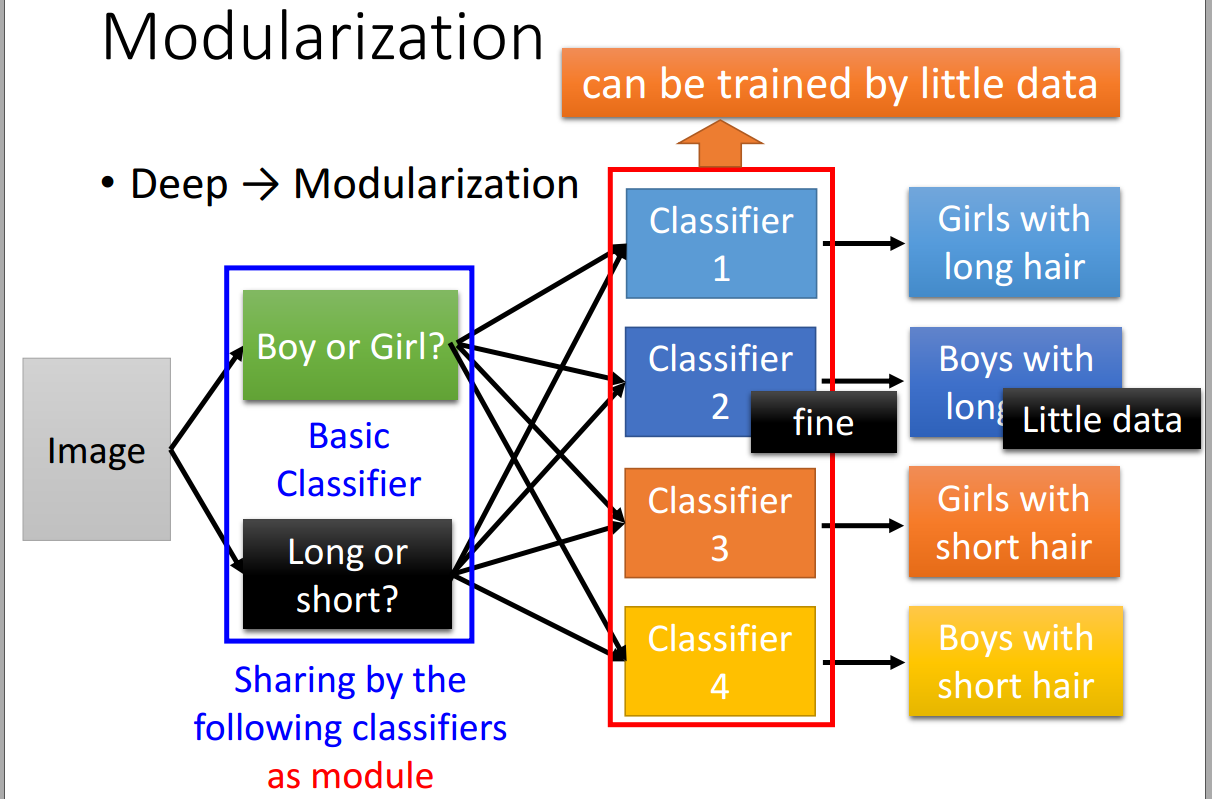 Modularization
can be trained by little data
• Deep → Modularization
Image
Boy or Girl?
Basic
Classifier
Long or
short?
Sharing by the
following classifiers
as module
Classifier
1
Girls with
long hair
Classifier
2
fine
Boys with
Little data
Classifier
3
Girls with
short hair
Classifier
4
Boys with
short hair